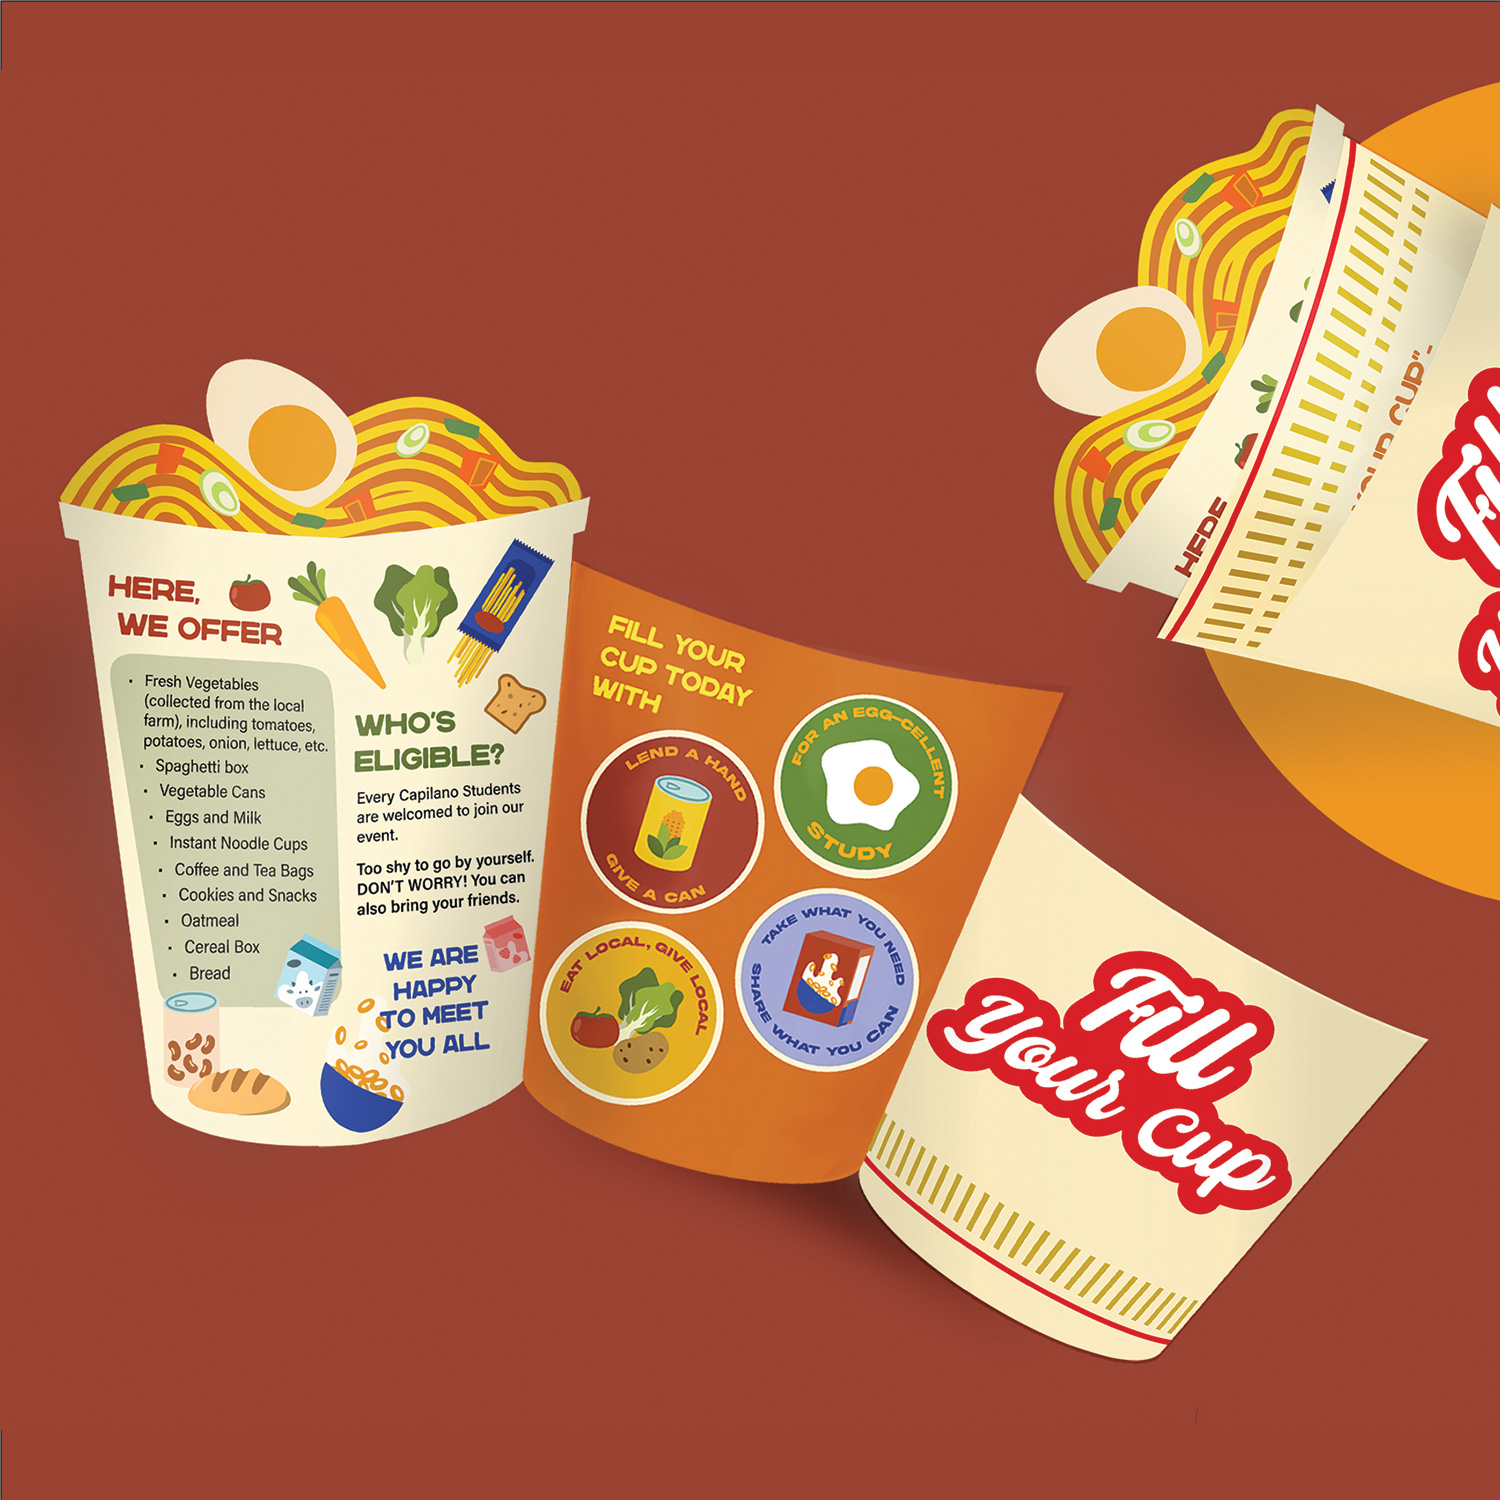 HERE,
WE OFFER
· Fresh Vegetables
(collected from the local
farm), including tomatoes,
potatoes, onion, lettuce, etc.
· Spaghetti box
· Vegetable Cans
· Eggs and Milk
· Instant Noodle Cups
· Coffee and Tea Bags
· Cookies and Snacks
· Oatmeal
· Cereal Box
· Bread
WHO'S
ELIGIBLE?
Every Capilano Students
are welcomed to join our
event.
Too shy to go by yourself.
DON'T WORRY! You can
also bring your friends.
WE ARE
HAPPY
TO MEET
YOU ALL
FILL YOUR
CUP TODAY
WITH
LEND A HAND
GIVE A CAN
FOR AN EGG-CELLENT
STUDY
EAT LOCAL, GIVE LOCAL
TAKE WHAT YOU NEED
SHARE WHAT YOU CAN
Fill
Your Cup
HERE
YOUR CUP"
Fil